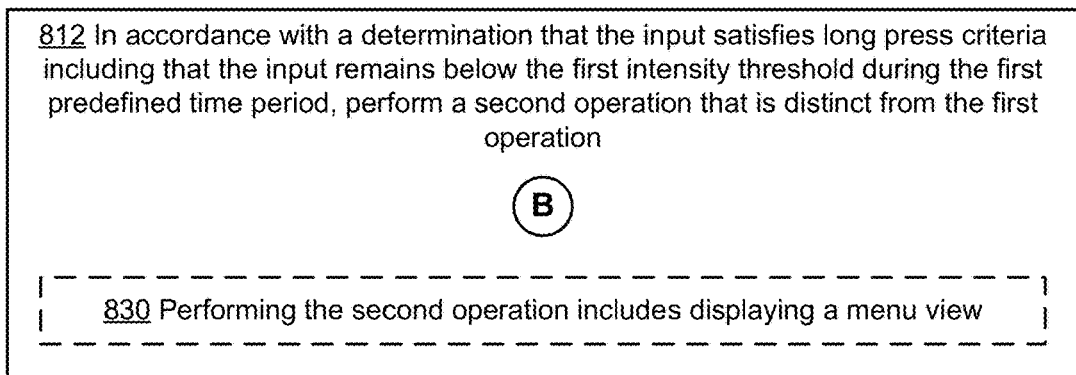 812 In accordance with a determination that the input satisfies long press criteria
including that the input remains below the first intensity threshold during the first
predefined time period, perform a second operation that is distinct from the first
operation
B
830 Performing the second operation includes displaying a menu view